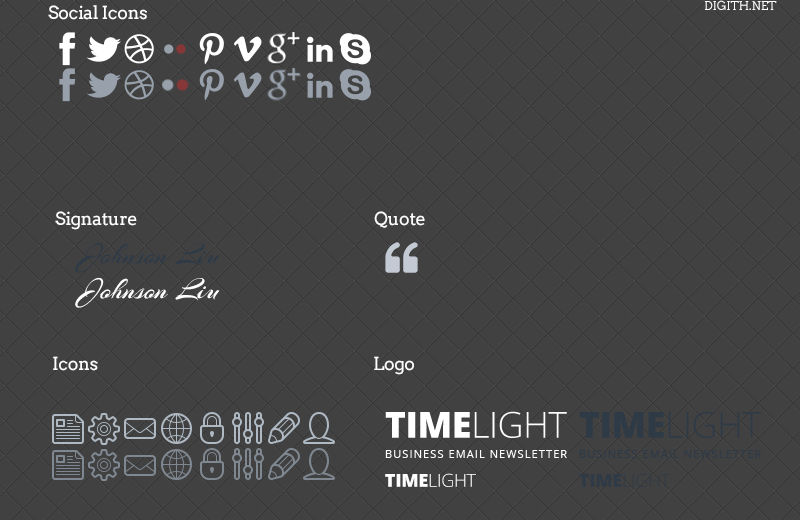 DIGITH.NET
Social Icons
Signature
Quote
Johnson Liu
Johnson Liu
Icons
Logo
TIMELIGHT TIMELIGHT
BUSINESS EMAIL NEWSLETTER BUSINESS EMAIL NEWSLETTER
TIMELIGHT TIMELIGHT